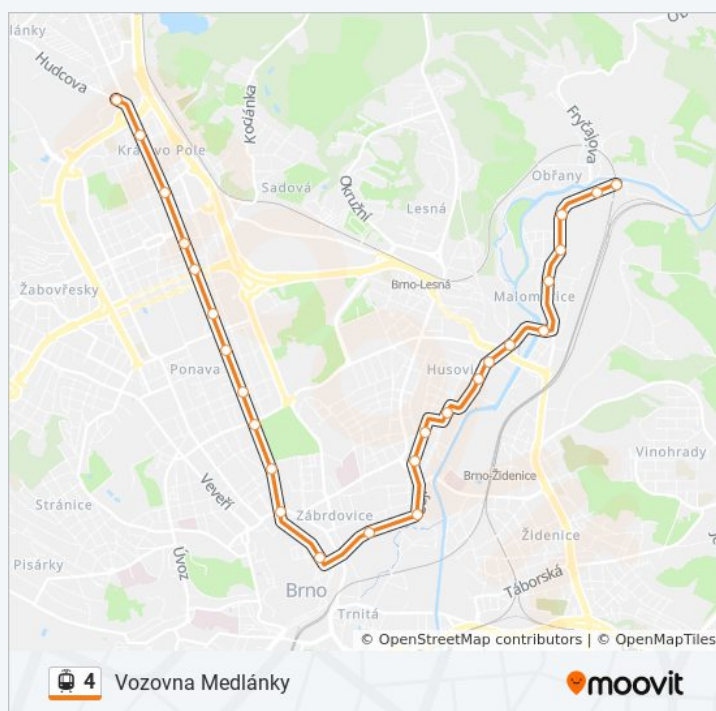 lánky
Hudcova
Královo Pole
Kociánka
Sadová
Okružní
Lesná
Fryčajova
Obřany
Žabovřesky
Brno-Lesná
Maloměřice
Ponava
Husovice
Vinohrady
Veveří
Stránice
Brno-Židenice
Zábrdovice
Židenice
Pisárky
Úvoz
Brno
Táborská
Trnitá
© OpenStreetMap contributors | © OpenMapTiles
4 Vozovna Medlánky
moovit